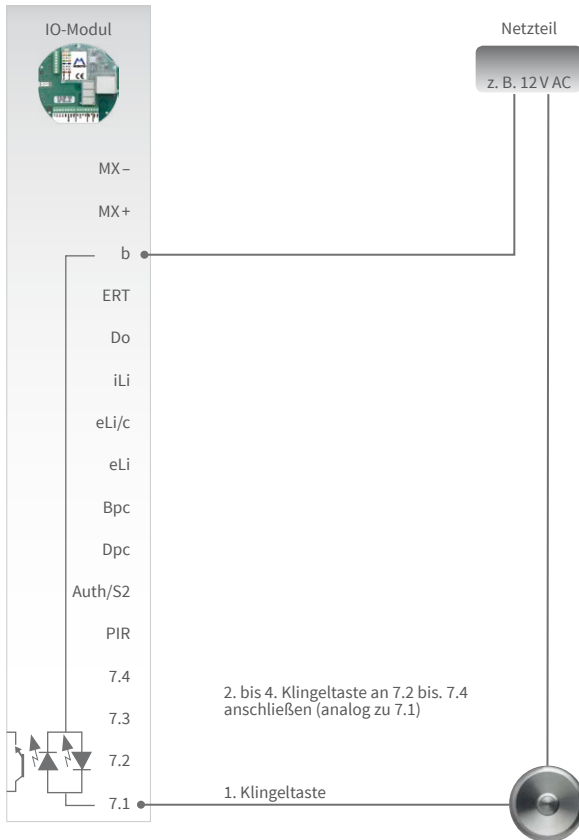 IO-Modul
Netzteil
z. B. 12 V AC
MX –
MX +
b
ERT
Do
iLi
eLi/c
eLi
Bpc
Dpc
Auth/S2
PIR
7.4
2. bis 4. Klingeltaste an 7.2 bis. 7.4
anschließen (analog zu 7.1)
7.3
7.2
1. Klingeltaste
7.1